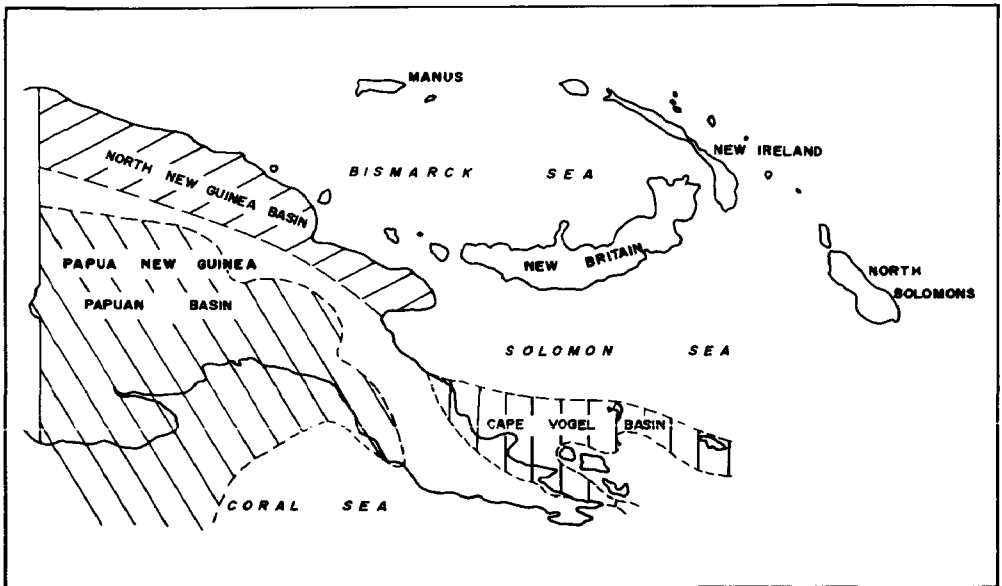 MANUS
NEW IRELAND
BISMARCK SEA
NORTH NEW GUINEA BASIN
NEW BRITAIN
PAPUA NEW GUINEA
NORTH
SOLOMONS
PAPUAN BASIN
SOLOMON SEA
CAPE VOGEL BASIN
CORAL SEA